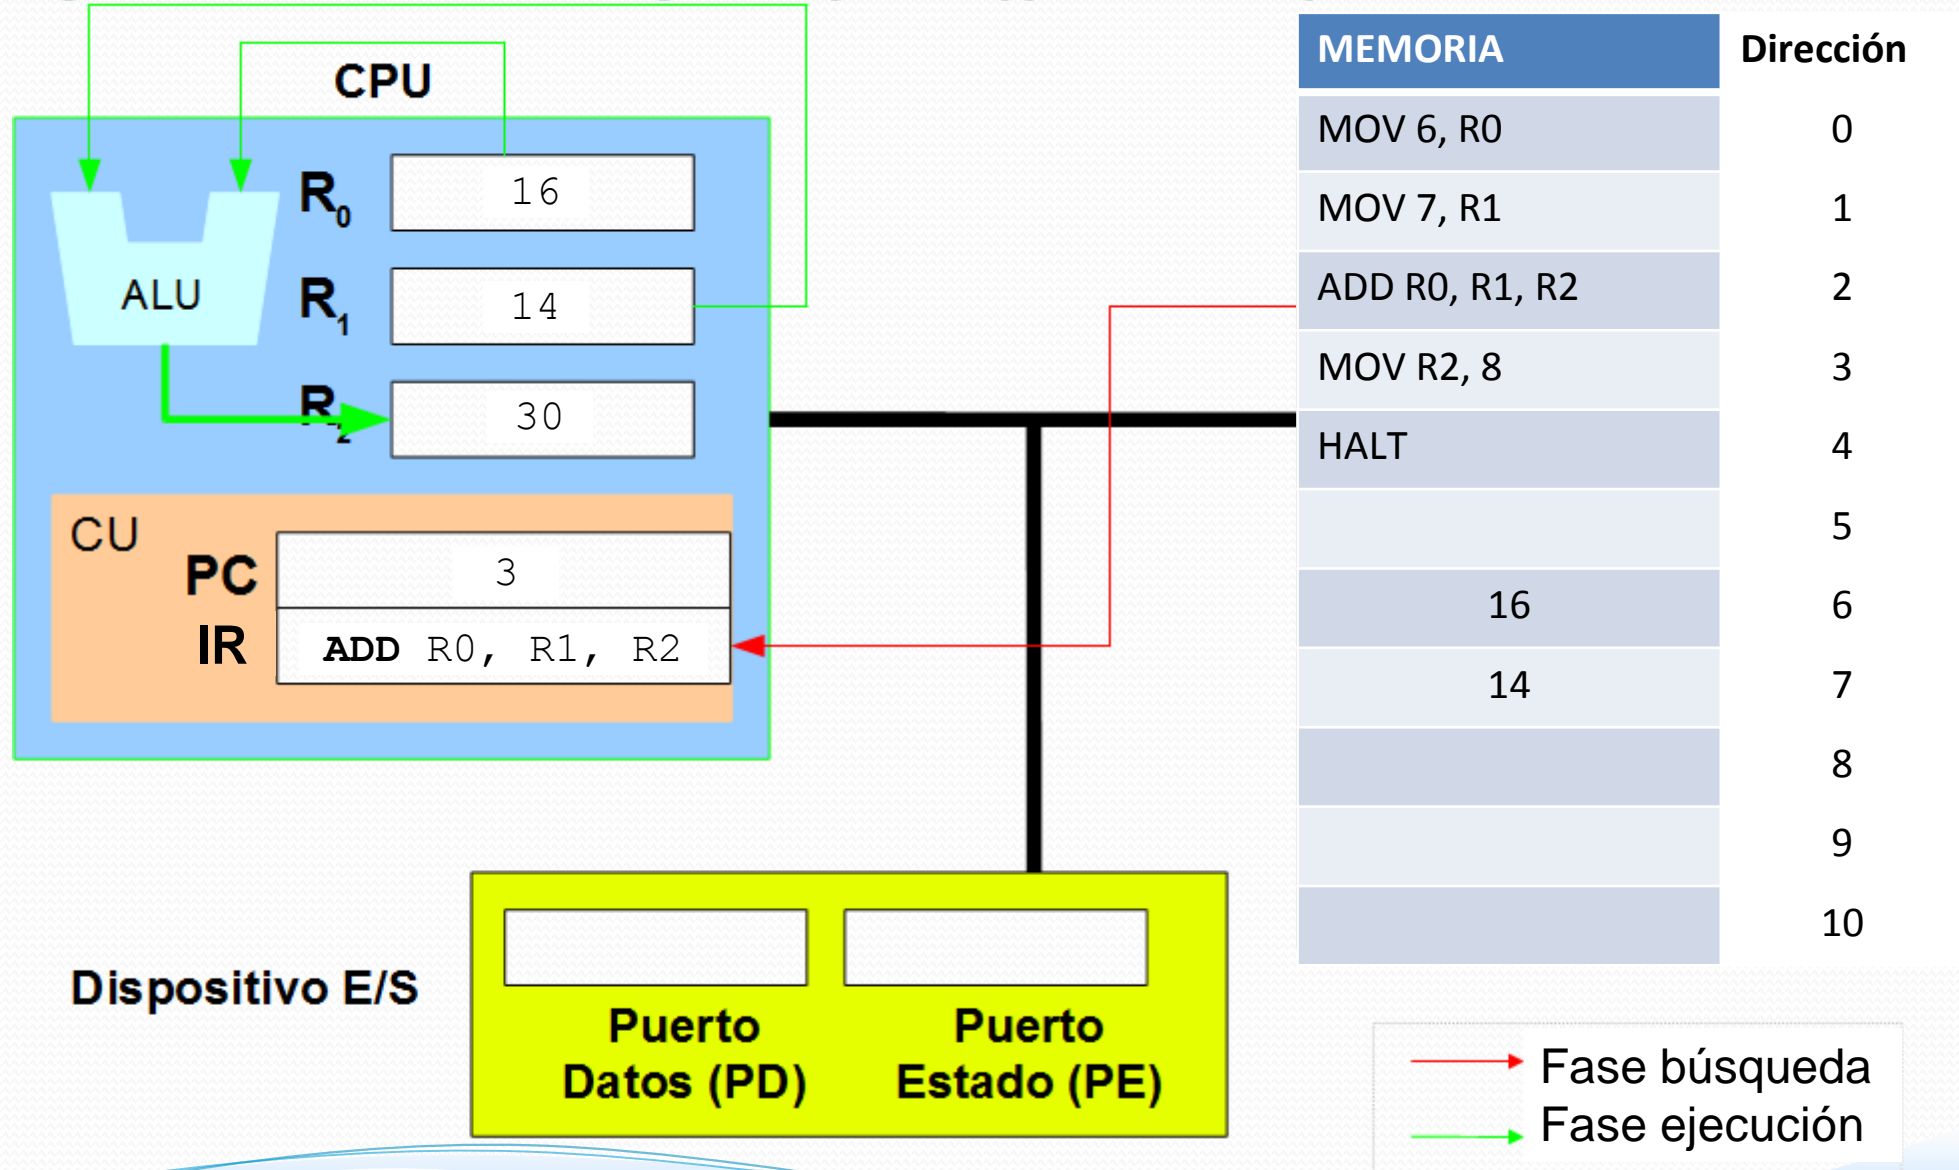 CPU
R0
16
ALU
R1
14
R2
30
CU
PC
3
IR
ADD R0, R1, R2
MEMORIA Dirección
MOV 6, R0 0
MOV 7, R1 1
ADD R0, R1, R2 2
MOV R2, 8 3
HALT 4
5
16 6
14 7
8
9
10
Dispositivo E/S
Puerto
Datos (PD)
Puerto
Estado (PE)
Fase búsqueda
Fase ejecución